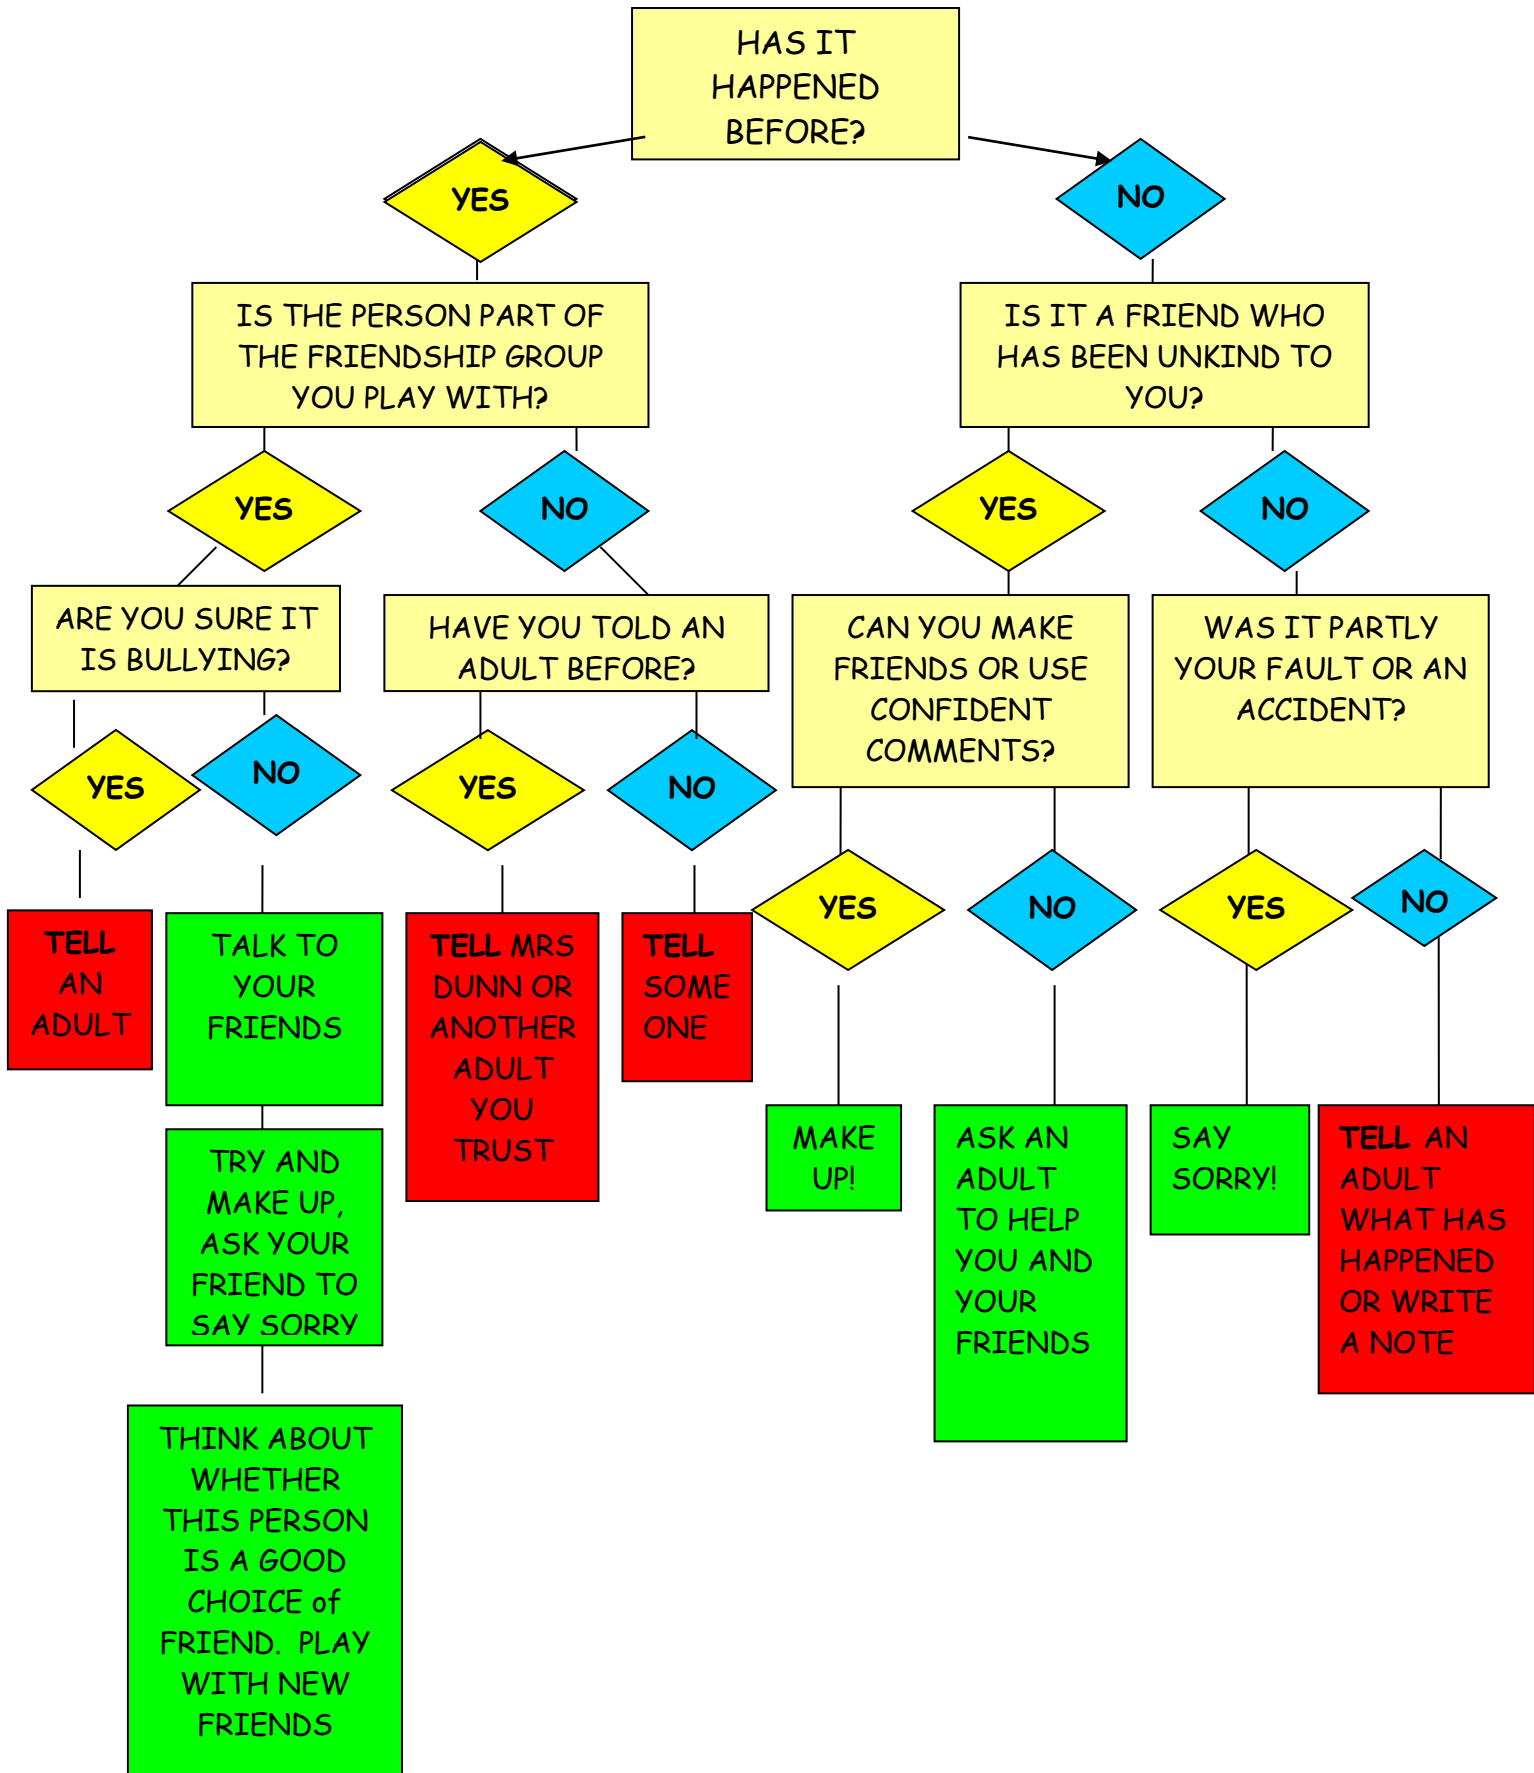 HAS IT
HAPPENED
BEFORE?
YES
NO
IS THE PERSON PART OF
THE FRIENDSHIP GROUP
YOU PLAY WITH?
IS IT A FRIEND WHO
HAS BEEN UNKIND TO
YOU?
YES
NO
YES
NO
ARE YOU SURE IT
IS BULLYING?
HAVE YOU TOLD AN
ADULT BEFORE?
CAN YOU MAKE
FRIENDS OR USE
CONFIDENT
COMMENTS?
WAS IT PARTLY
YOUR FAULT OR AN
ACCIDENT?
YES
NO
YES
NO
YES
NO
YES
NO
TELL
AN
ADULT
TALK TO
YOUR
FRIENDS
TELL MRS
DUNN OR
ANOTHER
ADULT
YOU
TRUST
TELL
SOME
ONE
MAKE
UP!
ASK AN
ADULT
TO HELP
YOU AND
YOUR
FRIENDS
SAY
SORRY!
TELL AN
ADULT
WHAT HAS
HAPPENED
OR WRITE
A NOTE
TRY AND
MAKE UP,
ASK YOUR
FRIEND TO
SAY SORRY
THINK ABOUT
WHETHER
THIS PERSON
IS A GOOD
CHOICE of
FRIEND. PLAY
WITH NEW
FRIENDS